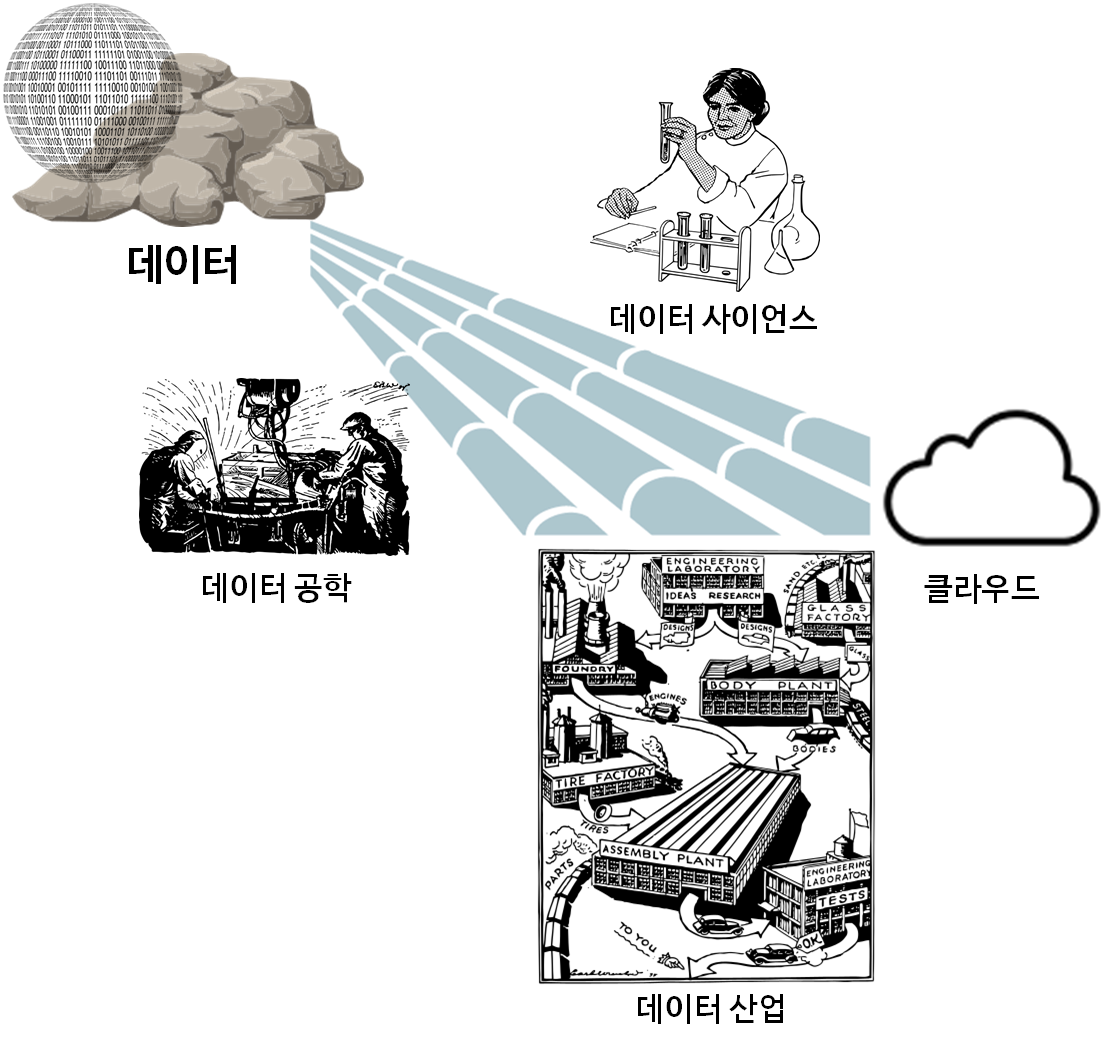 데이터
데이터 사이언스
데이터 공학
클라우드
ENGINEERING
LABORATORY
IDEAS RESEARCH
DESIGNS
DESIGNS
SAND ETC.
GLASS
FACTORY
GLASS
FOUNDRY
ENGINES
BODY PLANT
STEEL
BODIES
TIRE FACTORY
TIRES
ASSEMBLY PLANT
PARTS
ENGINEERING
LABORATORY
TESTS
TO YOU
O.K.
데이터 산업